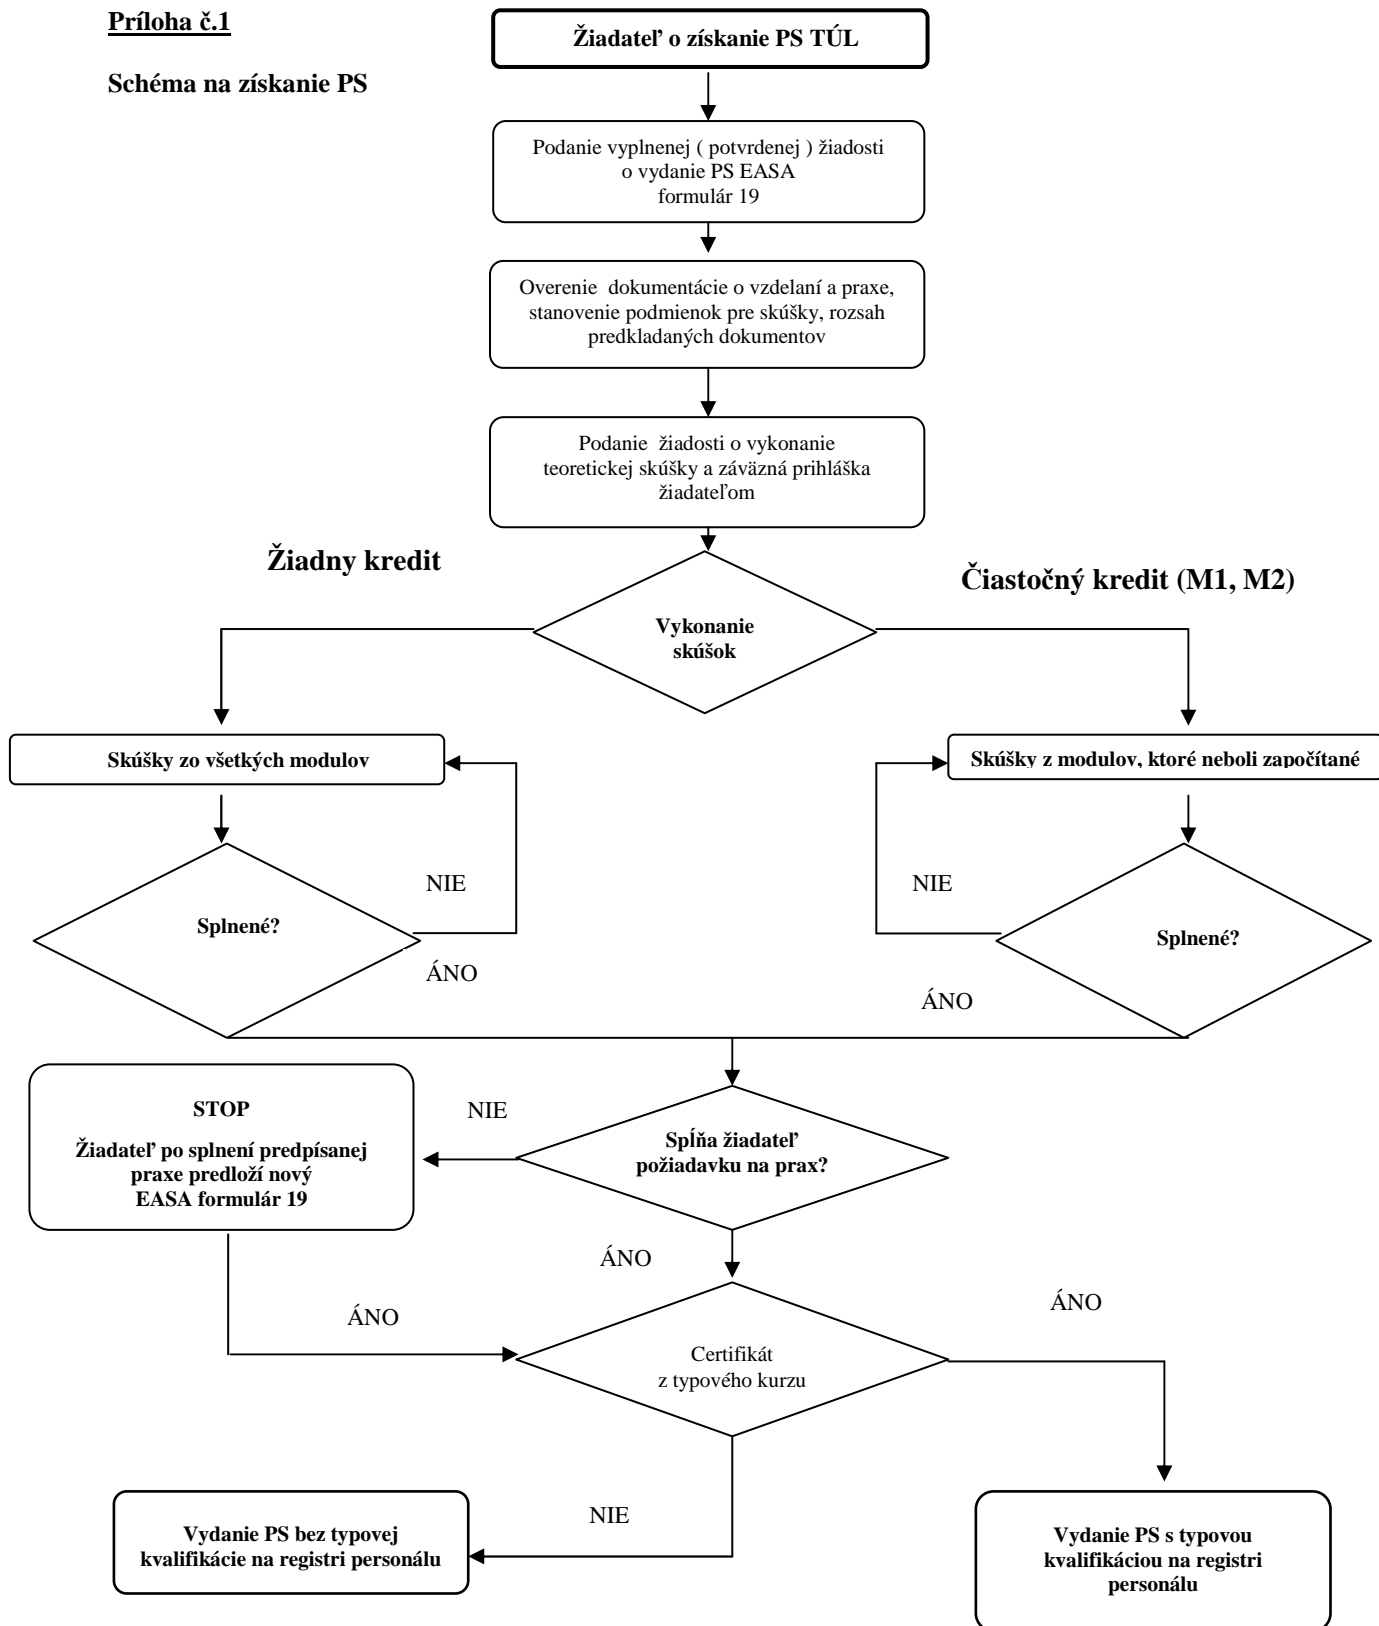 Príloha č.1
Schéma na získanie PS
Žiadateľ o získanie PS TÚL
Podanie vyplnenej ( potvrdenej ) žiadosti
o vydanie PS EASA
formulár 19
Overenie dokumentácie o vzdelaní a praxe,
stanovenie podmienok pre skúšky, rozsah
predkladaných dokumentov
Podanie žiadosti o vykonanie
teoretickej skúšky a záväzná prihláška
žiadateľom
Žiadny kredit
Čiastočný kredit (M1, M2)
Vykonanie
skúšok
Skúšky zo všetkých modulov
Skúšky z modulov, ktoré neboli započítané
NIE
NIE
Splnené?
Splnené?
ÁNO
ÁNO
STOP
Žiadateľ po splnení predpísanej
praxe predloží nový
EASA formulár 19
NIE
Spĺňa žiadateľ
požiadavku na prax?
ÁNO
ÁNO
ÁNO
Certifikát
z typového kurzu
NIE
Vydanie PS bez typovej
kvalifikácie na registri personálu
Vydanie PS s typovou
kvalifikáciou na registri
personálu